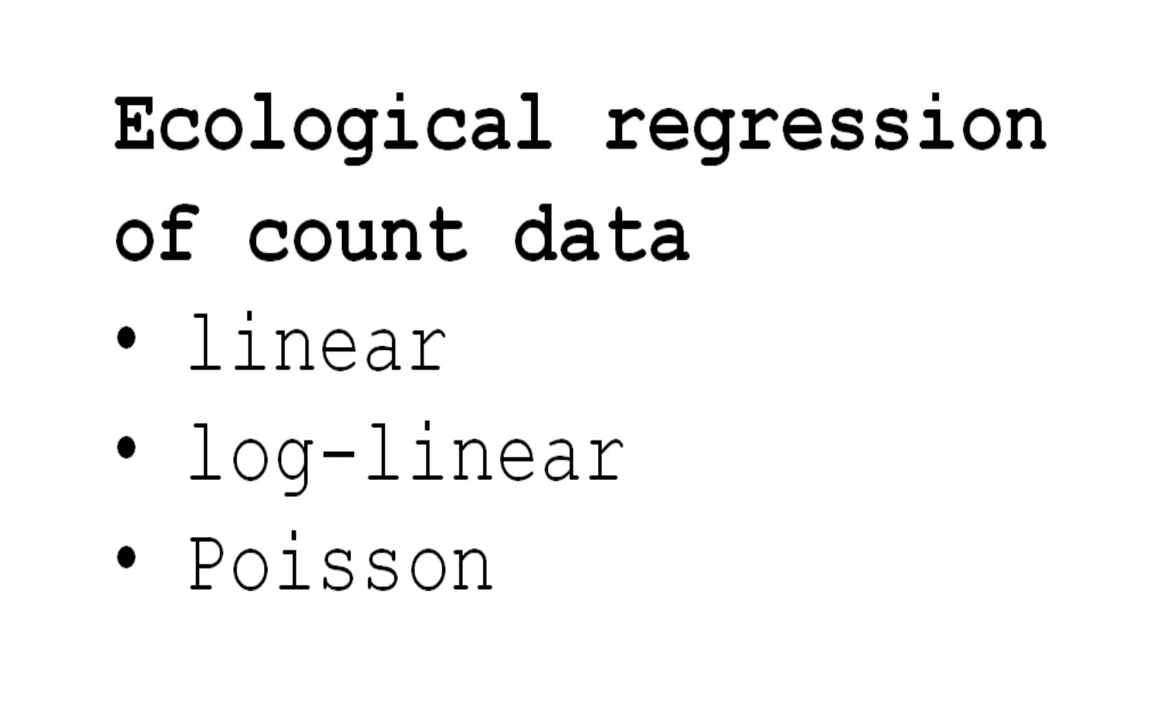 Ecological regression
of count data
• linear
• log-linear
• Poisson